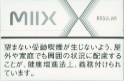 MIIX
REGULAR
望まない受動喫煙が生じないよう、屋
外や家庭でも周囲の状況に配慮する
ことが、健康増進法上、義務付けられ
ています。